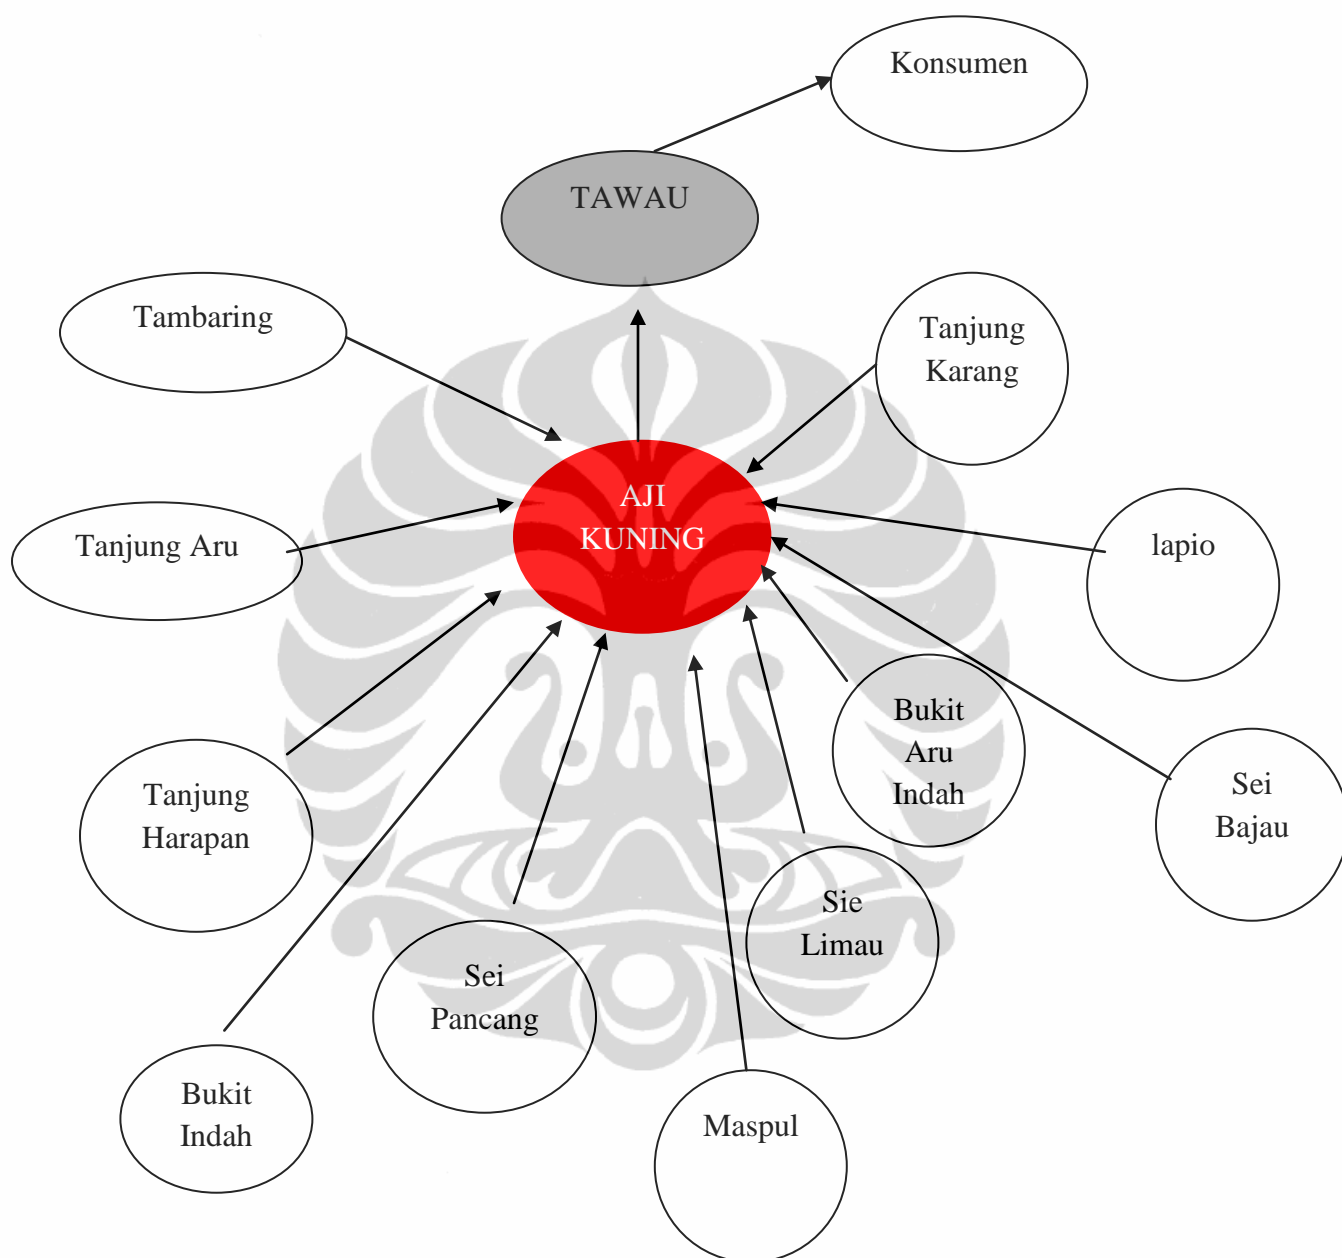 Konsumen
TAWAU
Tambaring
Tanjung
Karang
AJI
KUNING
Tanjung Aru
lapio
Tanjung
Harapan
Bukit
Aru
Indah
Sei
Bajau
Sie
Limau
Sei
Pancang
Bukit
Indah
Maspul